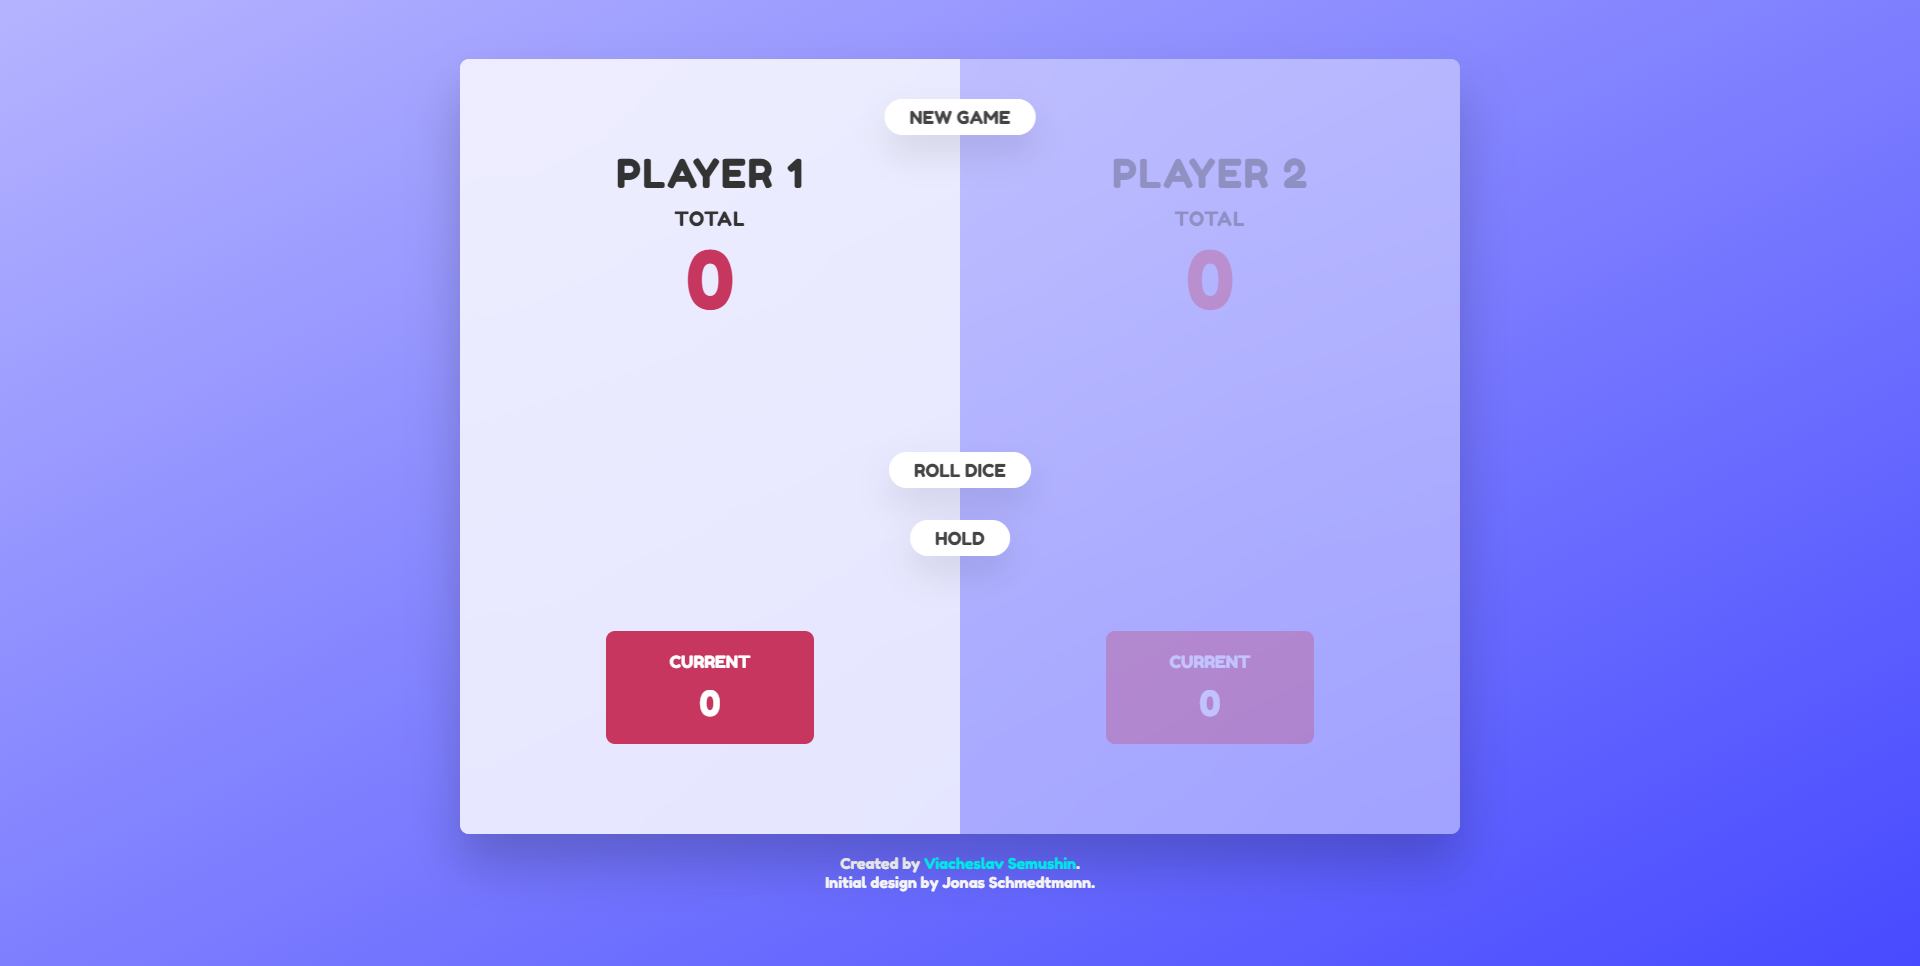 NEW GAME
PLAYER 1
TOTAL
0
PLAYER 2
TOTAL
0
ROLL DICE
HOLD
CURRENT
0
CURRENT
0
Created by Viacheslav Semushin.
Initial design by Jonas Schmedtmann.